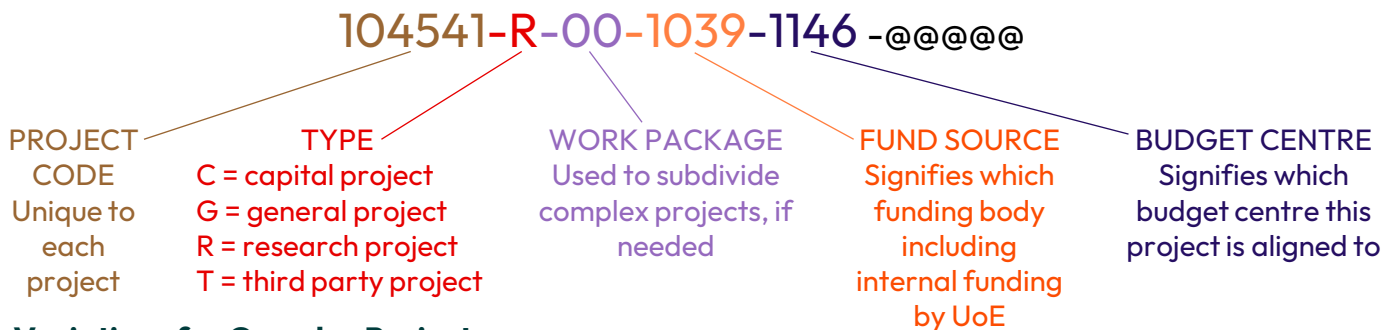 104541-R-00-1039-1146 -@@@@@
PROJECT
CODE
Unique to
each
project
TYPE
C = capital project
G = general project
R = research project
T = third party project
WORK PACKAGE
Used to subdivide
complex projects, if
needed
FUND SOURCE
Signifies which
funding body
including
internal funding
by UoE
BUDGET CENTRE
Signifies which
budget centre this
project is aligned to